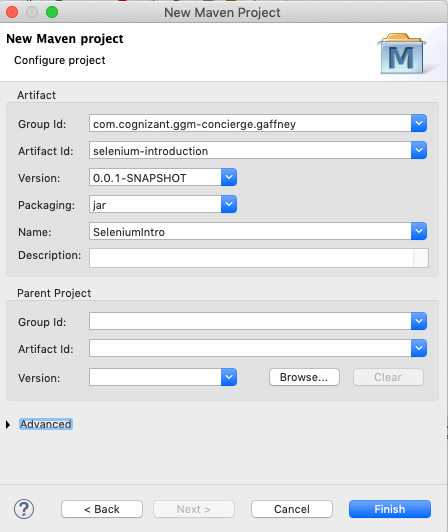 New Maven Project
New Maven project
Configure project
M
Artifact
Group Id: com.cognizant.ggm-concierge.gaffney
Artifact Id: selenium-introduction
Version: 0.0.1-SNAPSHOT
Packaging: jar
Name: SeleniumIntro
Description:
Parent Project
Group Id:
Artifact Id:
Version: Browse... Clear
Advanced
? < Back Next > Cancel Finish